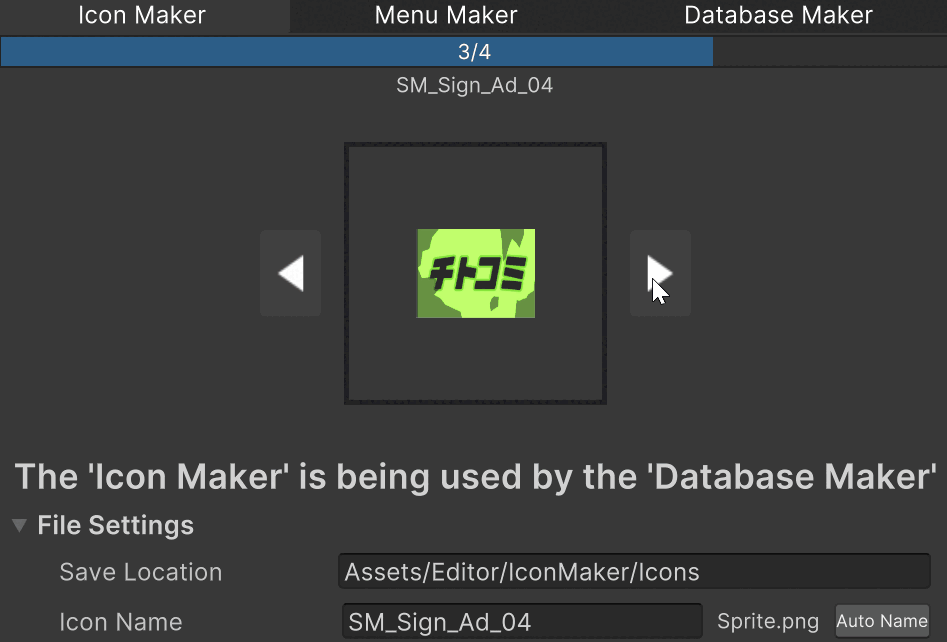 Icon Maker Menu Maker Database Maker
3/4
SM_Sign_Ad_04
チトコミ
The 'Icon Maker' is being used by the 'Database Maker'
File Settings
Save Location Assets/Editor/IconMaker/Icons
Icon Name SM_Sign_Ad_04 Sprite.png Auto Name